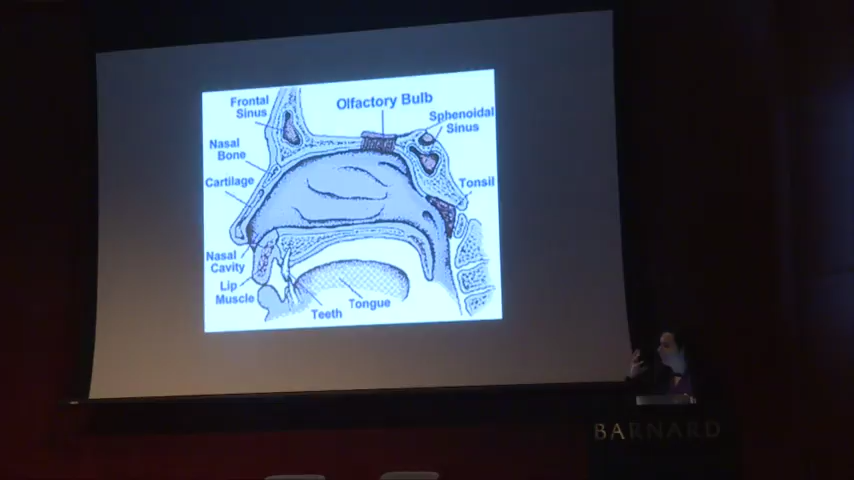 Frontal
Sinus
Olfactory Bulb
Sphenoidal
Sinus
Nasal
Bone
Cartilage
Tonsil
Nasal
Cavity
Lip
Muscle
Teeth
Tongue
BARNARD